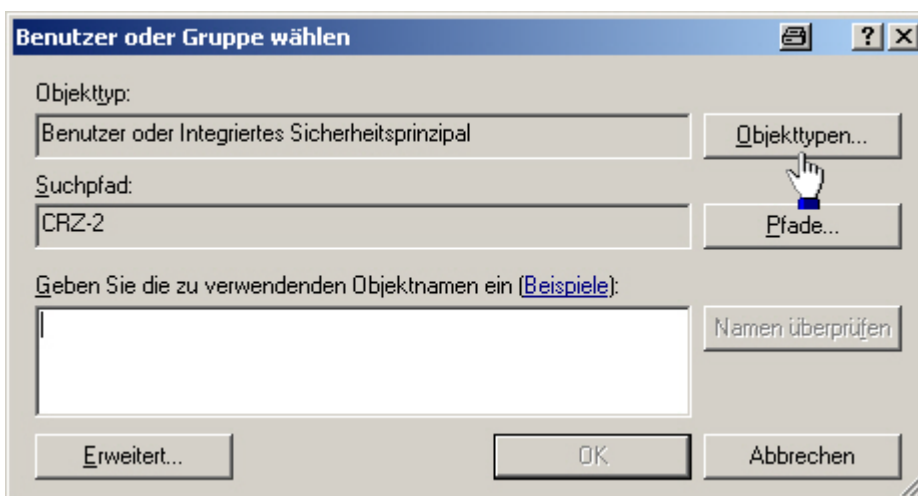 Benutzer oder Gruppe wählen
Objekttyp:
Benutzer oder Integriertes Sicherheitsprinzipal
Objekttypen...
Suchpfad:
CRZ-2
Pfade...
Geben Sie die zu verwendenden Objektnamen ein (Beispiele):
Namen überprüfen
Erweitert...
OK
Abbrechen